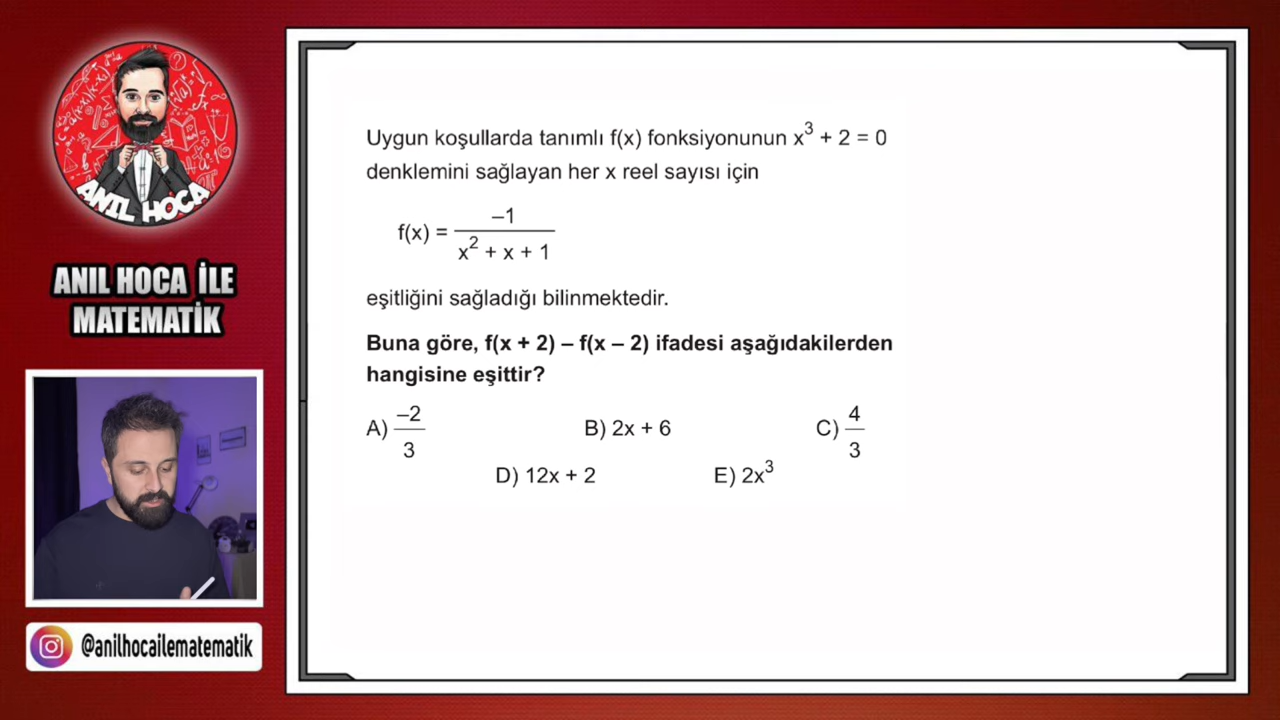 ANIL HOCA
ANIL HOCA İLE
MATEMATİK
@anilhocailematematik
Uygun koşullarda tanımlı f(x) fonksiyonunun x³ + 2 = 0
denklemini sağlayan her x reel sayısı için
f(x) = –1 / (x² + x + 1)
eşitliğini sağladığı bilinmektedir.
Buna göre, f(x + 2) – f(x – 2) ifadesi aşağıdakilerden
hangisine eşittir?
A) –2/3 B) 2x + 6 C) 4/3
D) 12x + 2 E) 2x³